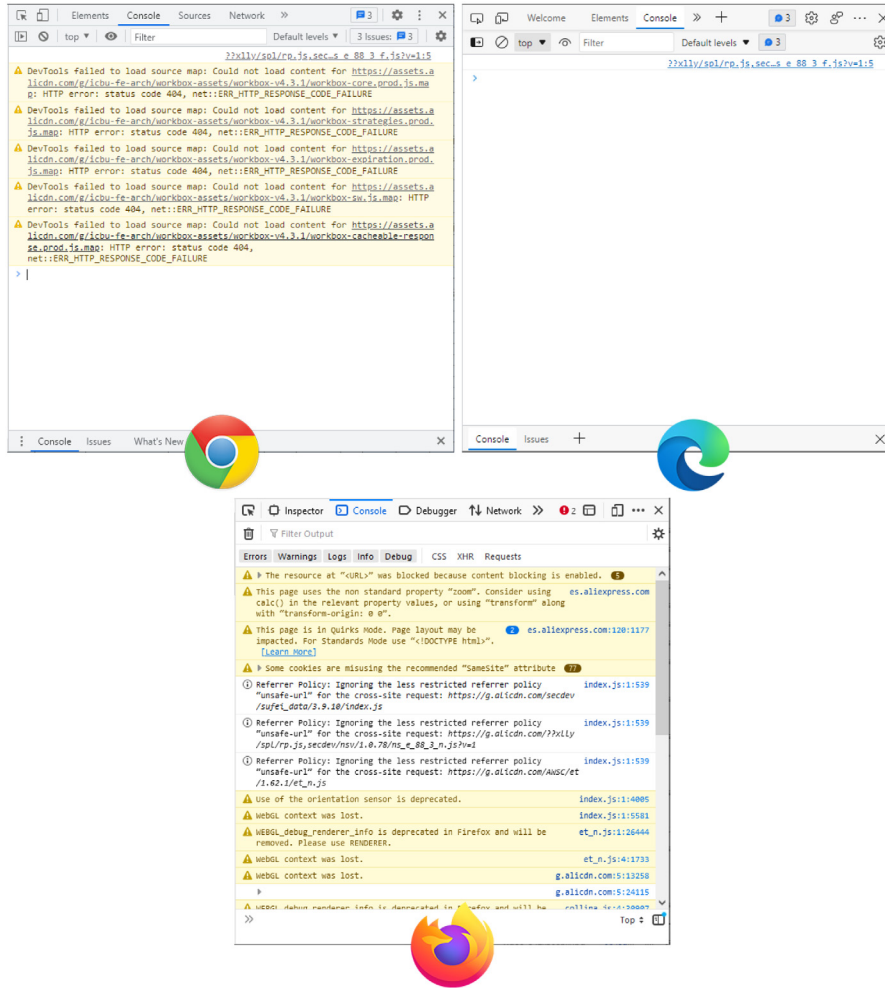 Elements Console Sources Network » 3
top ▼ Filter Default levels ▼ 3 Issues: 3
??xlly/spl/rp.js,sec…s e 88 3 f.js?v=1:5
DevTools failed to load source map: Could not load content for https://assets.a
licdn.com/g/icbu-fe-arch/workbox-assets/workbox-v4.3.1/workbox-core.prod.js.ma
p: HTTP error: status code 404, net::ERR_HTTP_RESPONSE_CODE_FAILURE
DevTools failed to load source map: Could not load content for https://assets.a
licdn.com/g/icbu-fe-arch/workbox-assets/workbox-v4.3.1/workbox-strategies.prod.
js.map: HTTP error: status code 404, net::ERR_HTTP_RESPONSE_CODE_FAILURE
DevTools failed to load source map: Could not load content for https://assets.a
licdn.com/g/icbu-fe-arch/workbox-assets/workbox-v4.3.1/workbox-expiration.prod.
js.map: HTTP error: status code 404, net::ERR_HTTP_RESPONSE_CODE_FAILURE
DevTools failed to load source map: Could not load content for https://assets.a
licdn.com/g/icbu-fe-arch/workbox-assets/workbox-v4.3.1/workbox-sw.js.map: HTTP
error: status code 404, net::ERR_HTTP_RESPONSE_CODE_FAILURE
DevTools failed to load source map: Could not load content for https://assets.a
licdn.com/g/icbu-fe-arch/workbox-assets/workbox-v4.3.1/workbox-cacheable-respon
se.prod.js.map: HTTP error: status code 404,
net::ERR_HTTP_RESPONSE_CODE_FAILURE
Console Issues What's New
Welcome Elements Console » + 3
top ▼ Filter Default levels ▼ 3
??xlly/spl/rp.js,sec…s e 88 3 f.js?v=1:5
Console Issues +
Inspector Console Debugger Network » 2
Filter Output
Errors Warnings Logs Info Debug CSS XHR Requests
The resource at "<URL>" was blocked because content blocking is enabled. 5
This page uses the non standard property "zoom". Consider using es.aliexpress.com
calc() in the relevant property values, or using "transform" along
with "transform-origin: 0 0".
This page is in Quirks Mode. Page layout may be 2 es.aliexpress.com:120:1177
impacted. For Standards Mode use "<!DOCTYPE html>".
[Learn More]
Some cookies are misusing the recommended "SameSite" attribute 77
Referrer Policy: Ignoring the less restricted referrer policy index.js:1:539
"unsafe-url" for the cross-site request: https://g.alicdn.com/secdev
/sufei_data/3.9.10/index.js
Referrer Policy: Ignoring the less restricted referrer policy index.js:1:539
"unsafe-url" for the cross-site request: https://g.alicdn.com/??xlly
/spl/rp.js,secdev/nsv/1.0.78/ns_e_88_3_n.js?v=1
Referrer Policy: Ignoring the less restricted referrer policy index.js:1:539
"unsafe-url" for the cross-site request: https://g.alicdn.com/AWSC/et
/1.62.1/et_n.js
Use of the orientation sensor is deprecated. index.js:1:4005
WebGL context was lost. index.js:1:5581
WEBGL_debug_renderer_info is deprecated in Firefox and will be et_n.js:1:26444
removed. Please use RENDERER.
WebGL context was lost. et_n.js:4:1733
WebGL context was lost. g.alicdn.com:5:13258
g.alicdn.com:5:24115
WEBGL debug renderer info is deprecated in Firefox and will be
Top